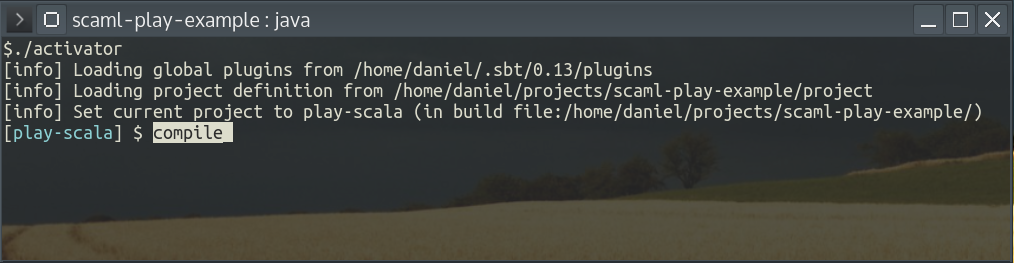 scaml-play-example : java
$./activator
[info] Loading global plugins from /home/daniel/.sbt/0.13/plugins
[info] Loading project definition from /home/daniel/projects/scaml-play-example/project
[info] Set current project to play-scala (in build file:/home/daniel/projects/scaml-play-example/)
[play-scala] $ compile